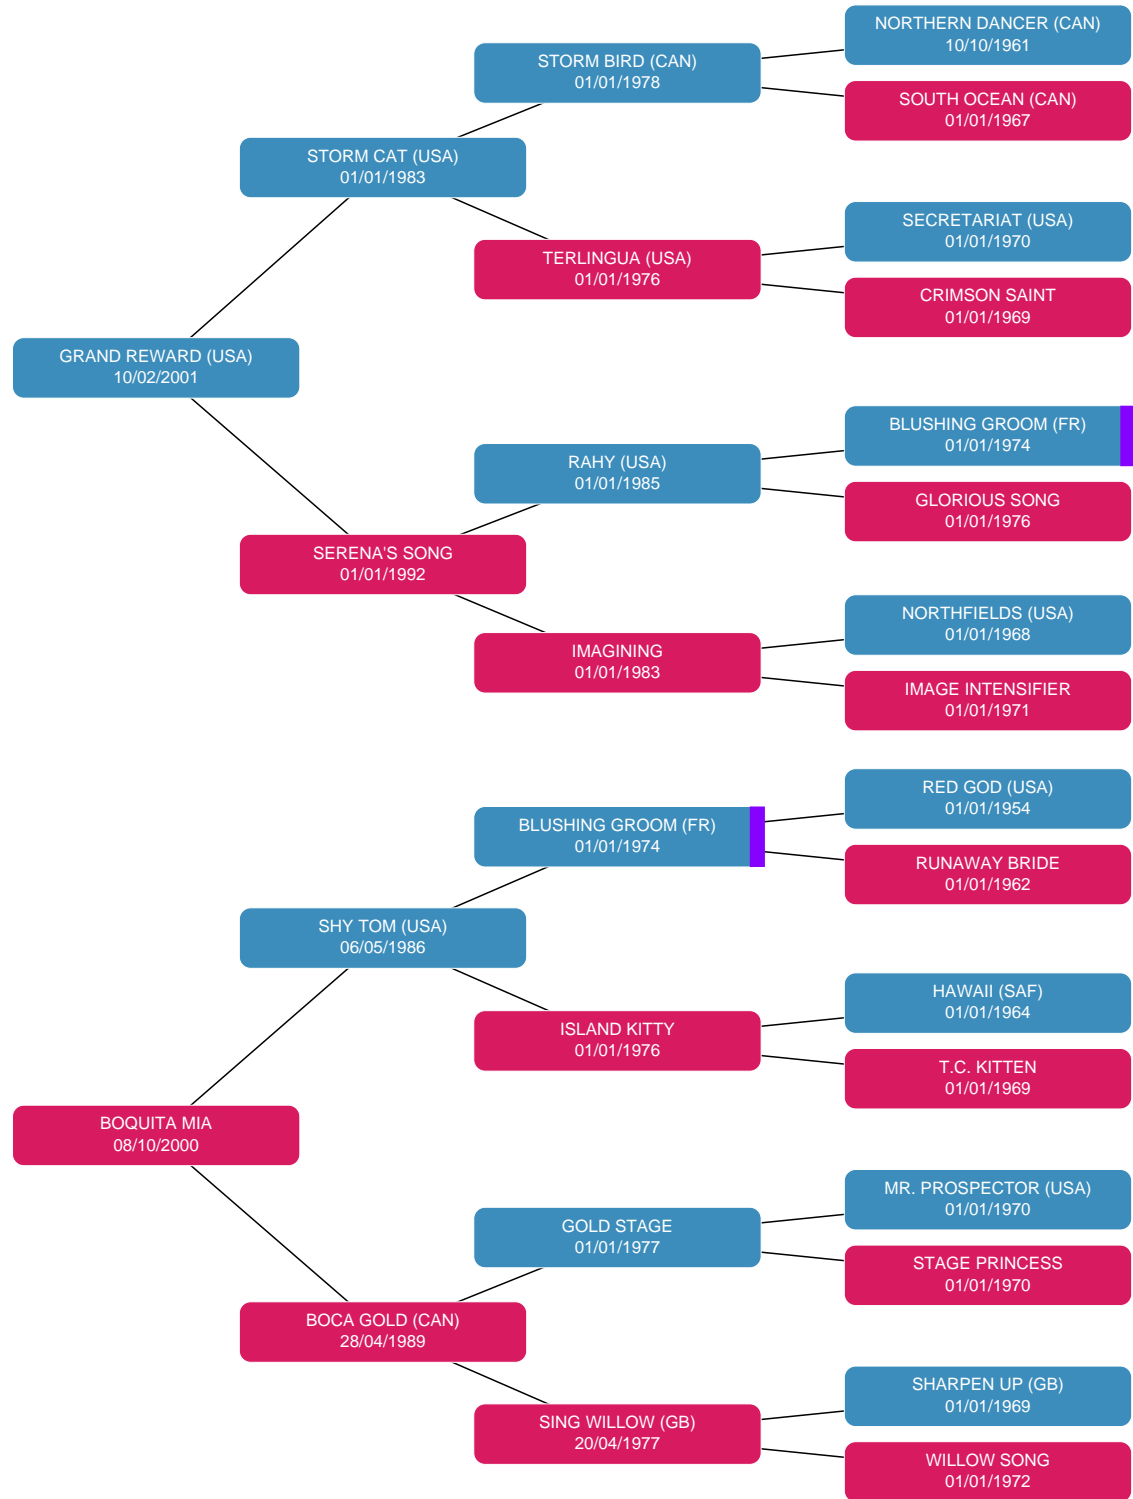 NORTHERN DANCER (CAN)
10/10/1961
STORM BIRD (CAN)
01/01/1978
SOUTH OCEAN (CAN)
01/01/1967
STORM CAT (USA)
01/01/1983
SECRETARIAT (USA)
01/01/1970
TERLINGUA (USA)
01/01/1976
CRIMSON SAINT
01/01/1969
GRAND REWARD (USA)
10/02/2001
BLUSHING GROOM (FR)
01/01/1974
RAHY (USA)
01/01/1985
GLORIOUS SONG
01/01/1976
SERENA'S SONG
01/01/1992
NORTHFIELDS (USA)
01/01/1968
IMAGINING
01/01/1983
IMAGE INTENSIFIER
01/01/1971
RED GOD (USA)
01/01/1954
BLUSHING GROOM (FR)
01/01/1974
RUNAWAY BRIDE
01/01/1962
SHY TOM (USA)
06/05/1986
HAWAII (SAF)
01/01/1964
ISLAND KITTY
01/01/1976
T.C. KITTEN
01/01/1969
BOQUITA MIA
08/10/2000
MR. PROSPECTOR (USA)
01/01/1970
GOLD STAGE
01/01/1977
STAGE PRINCESS
01/01/1970
BOCA GOLD (CAN)
28/04/1989
SHARPEN UP (GB)
01/01/1969
SING WILLOW (GB)
20/04/1977
WILLOW SONG
01/01/1972